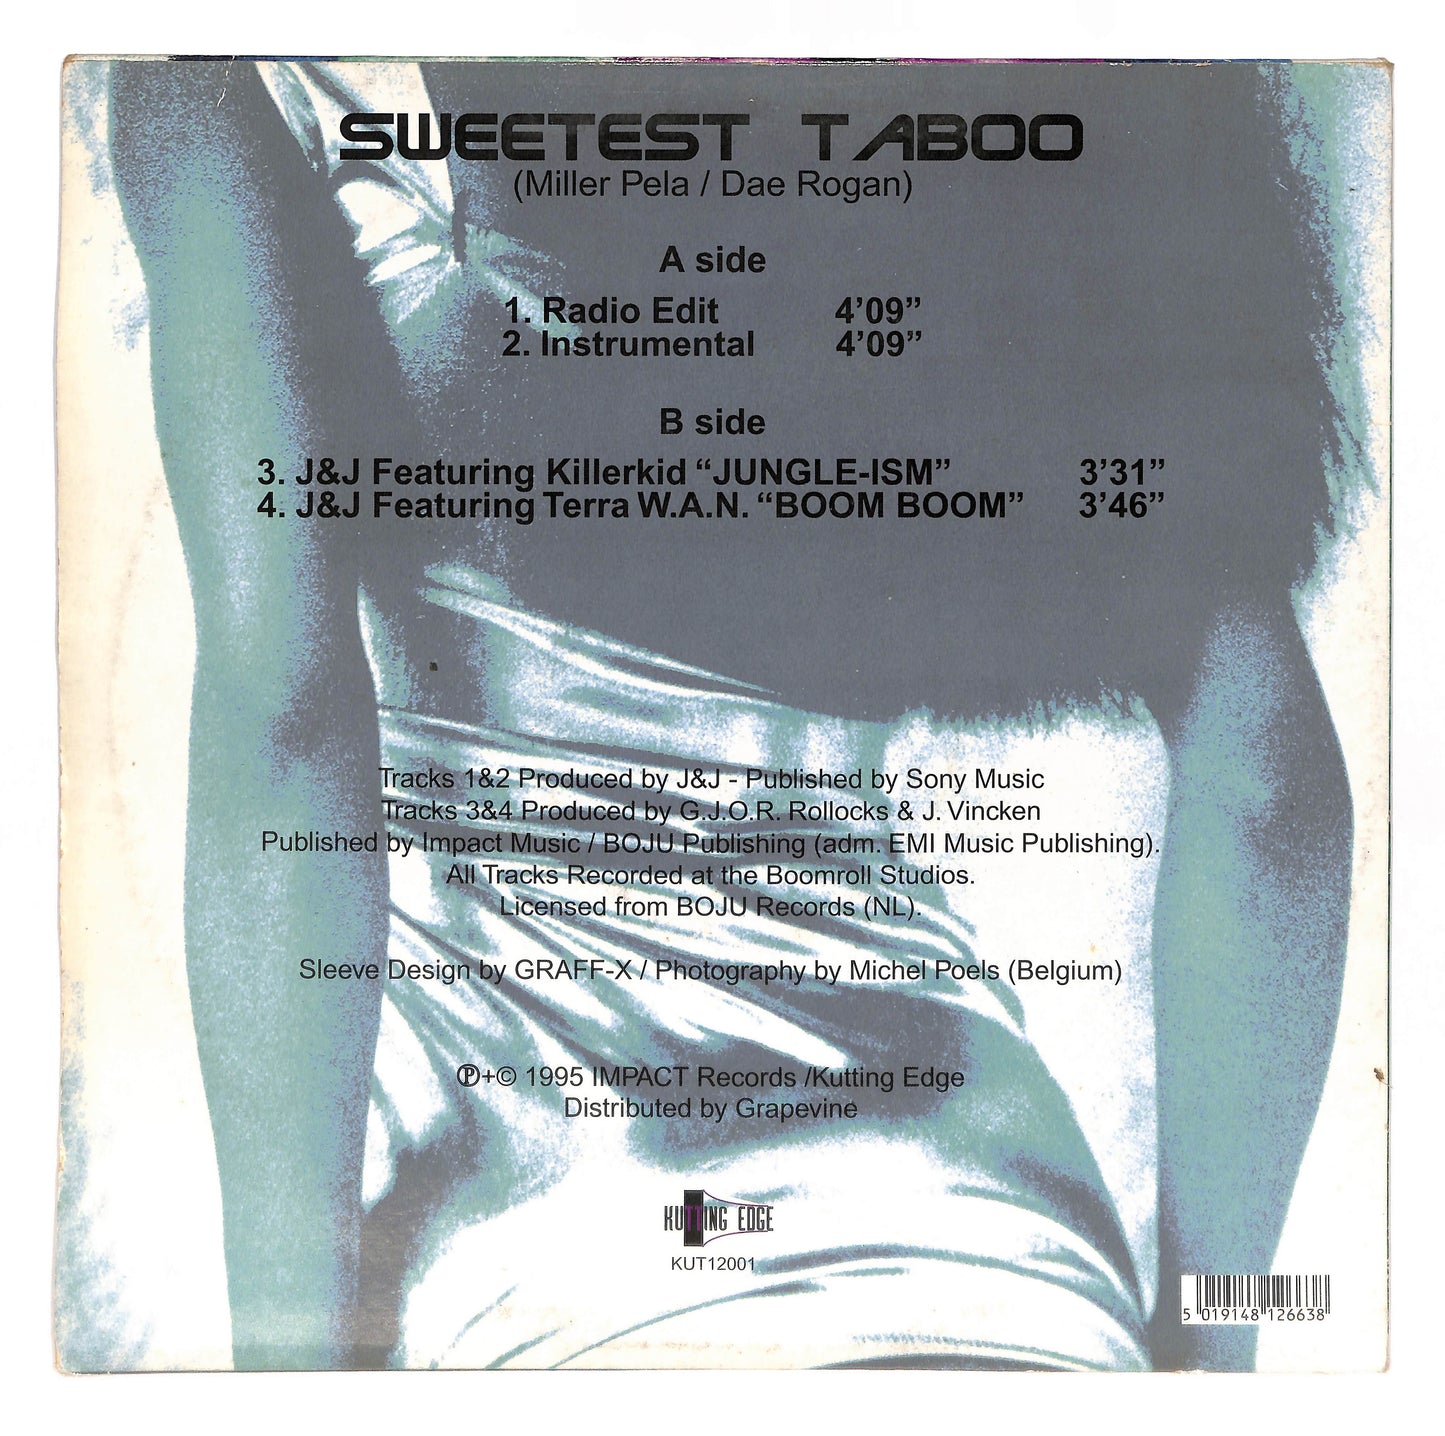 SWEETEST TABOO
(Miller Pela / Dae Rogan)
A side
1. Radio Edit 4’09”
2. Instrumental 4’09”
B side
3. J&J Featuring Killerkid “JUNGLE-ISM” 3’31”
4. J&J Featuring Terra W.A.N. “BOOM BOOM” 3’46”
Tracks 1&2 Produced by J&J - Published by Sony Music
Tracks 3&4 Produced by G.J.O.R. Rollocks & J. Vincken
Published by Impact Music / BOJU Publishing (adm. EMI Music Publishing).
All Tracks Recorded at the Boomroll Studios.
Licensed from BOJU Records (NL).
Sleeve Design by GRAFF-X / Photography by Michel Poels (Belgium)
℗+© 1995 IMPACT Records /Kutting Edge
Distributed by Grapevine
KUTTING EDGE
KUT12001
5 019148 126638